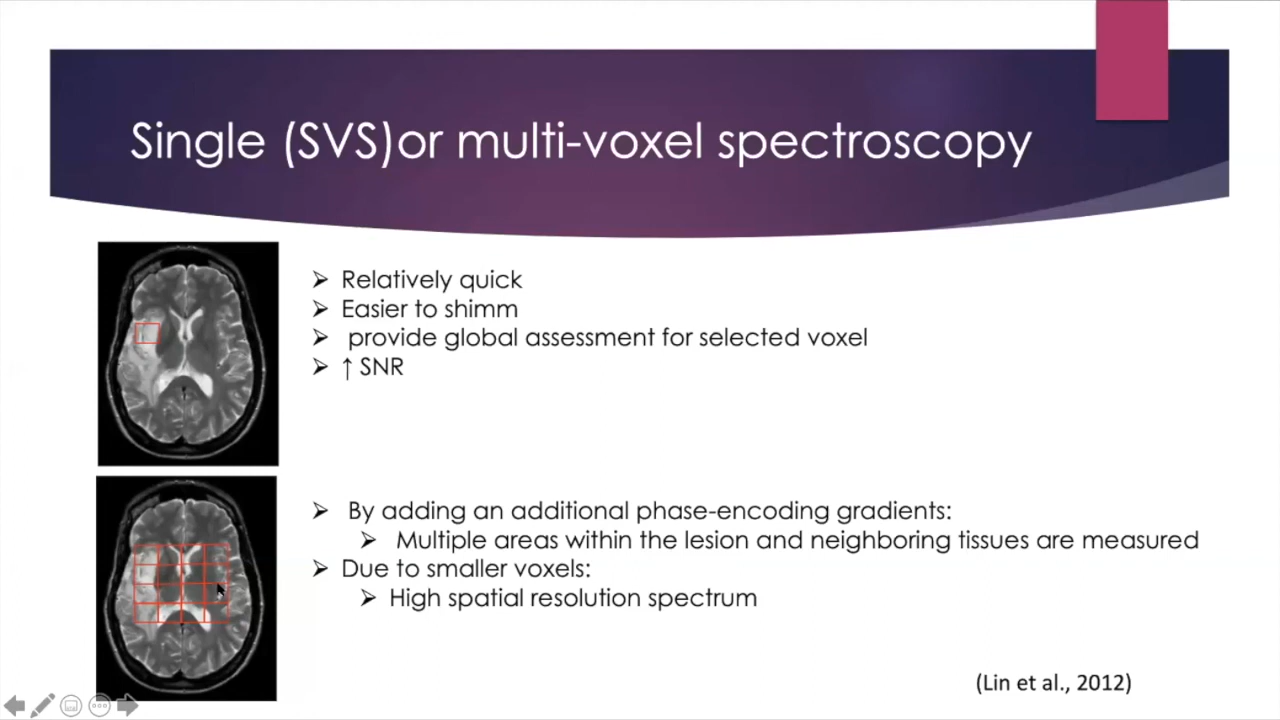 Single (SVS)or multi-voxel spectroscopy
Relatively quick
Easier to shimm
provide global assessment for selected voxel
↑ SNR
By adding an additional phase-encoding gradients:
Multiple areas within the lesion and neighboring tissues are measured
Due to smaller voxels:
High spatial resolution spectrum
(Lin et al., 2012)